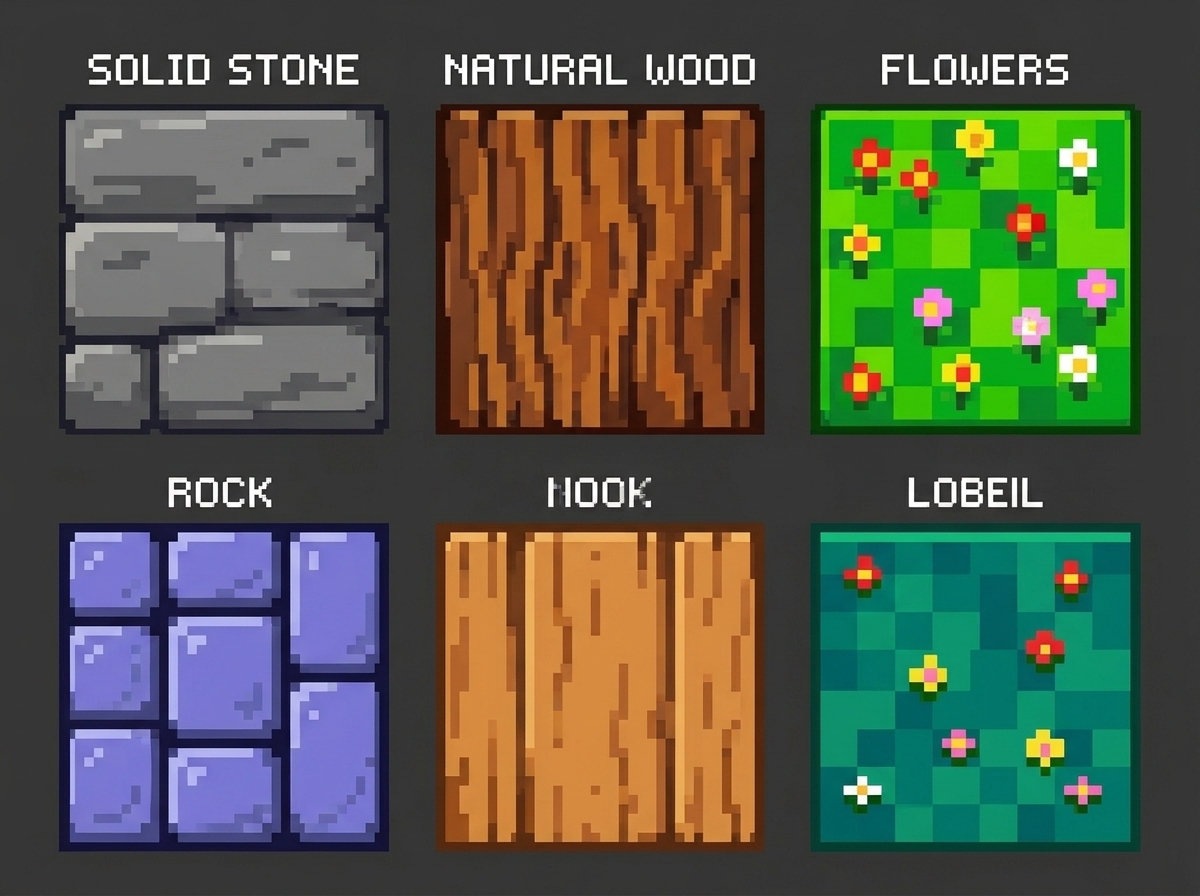 SOLID STONE
NATURAL WOOD
FLOWERS
ROCK
NOOK
LOBEIL